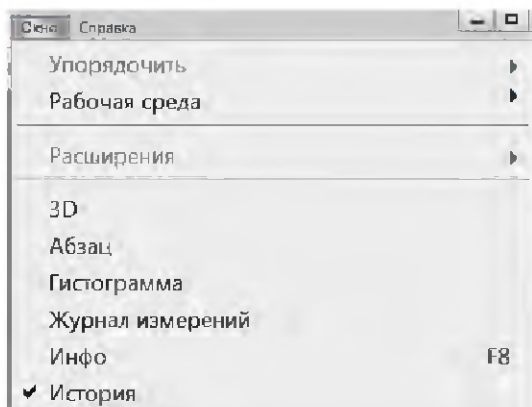 Окно Справка
Упорядочить
Рабочая среда
Расширения
3D
Абзац
Гистограмма
Журнал измерений
Инфо F8
История